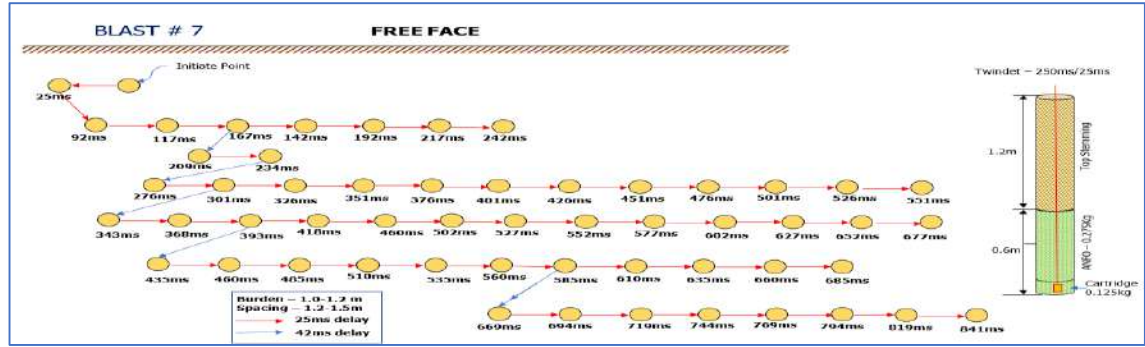 BLAST # 7 FREE FACE
Initiate Point
Twindet – 250ms/25ms
25ms
92ms 117ms 167ms 142ms 192ms 217ms 242ms
1.2m
Top Stemming
209ms 234ms
276ms 301ms 326ms 351ms 376ms 401ms 426ms 451ms 476ms 501ms 526ms 551ms
343ms 368ms 393ms 418ms 460ms 502ms 527ms 552ms 577ms 602ms 627ms 652ms 677ms
0.6m
ANFO – 0.275Kg
435ms 460ms 485ms 510ms 535ms 560ms 585ms 610ms 635ms 660ms 685ms
Cartridge
0.125kg
Burden – 1.0-1.2 m
Spacing – 1.2-1.5m
25ms delay
42ms delay
669ms 694ms 719ms 744ms 769ms 794ms 819ms 841ms